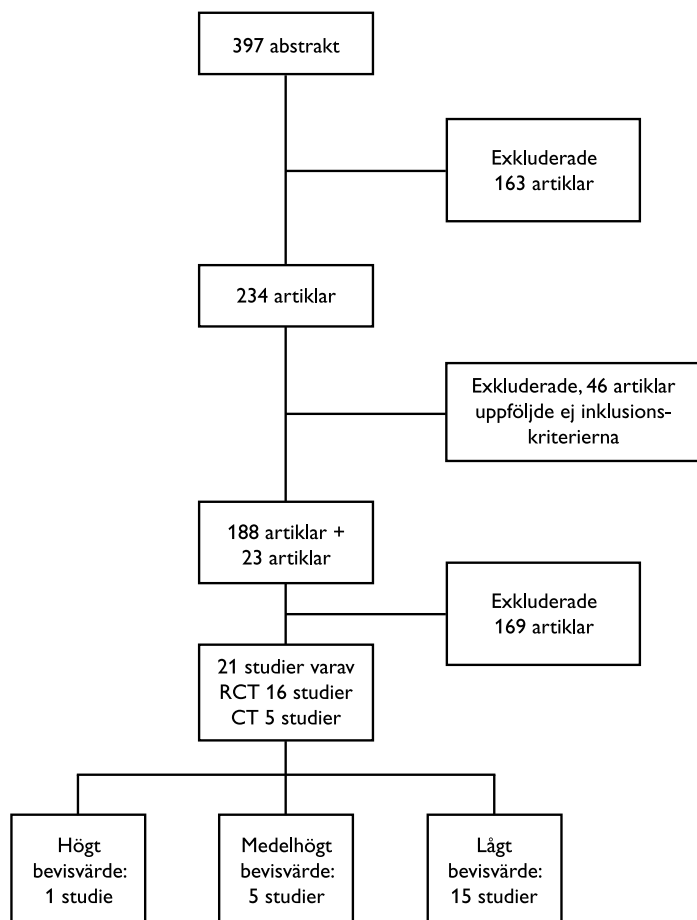 397 abstrakt
Exkluderade
163 artiklar
234 artiklar
Exkluderade, 46 artiklar
uppföljde ej inklusions-
kriterierna
188 artiklar +
23 artiklar
Exkluderade
169 artiklar
21 studier varav
RCT 16 studier
CT 5 studier
Högt
bevisvärde:
1 studie
Medelhögt
bevisvärde:
5 studier
Lågt
bevisvärde:
15 studier